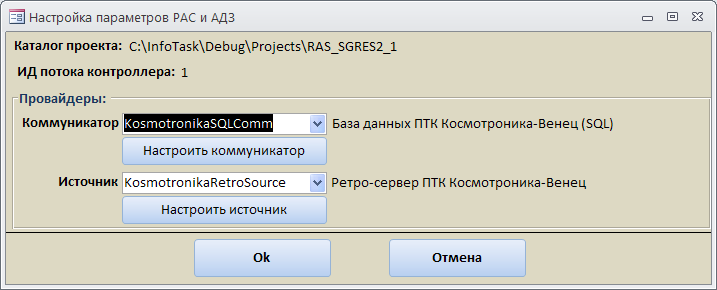 Настройка параметров РАС и АДЗ
Каталог проекта: C:\InfoTask\Debug\Projects\RAS_SGRES2_1
ИД потока контроллера: 1
Провайдеры:
Коммуникатор KosmotronikaSQLComm База данных ПТК Космотроника-Венец (SQL)
Настроить коммуникатор
Источник KosmotronikaRetroSource Ретро-сервер ПТК Космотроника-Венец
Настроить источник
Ok Отмена